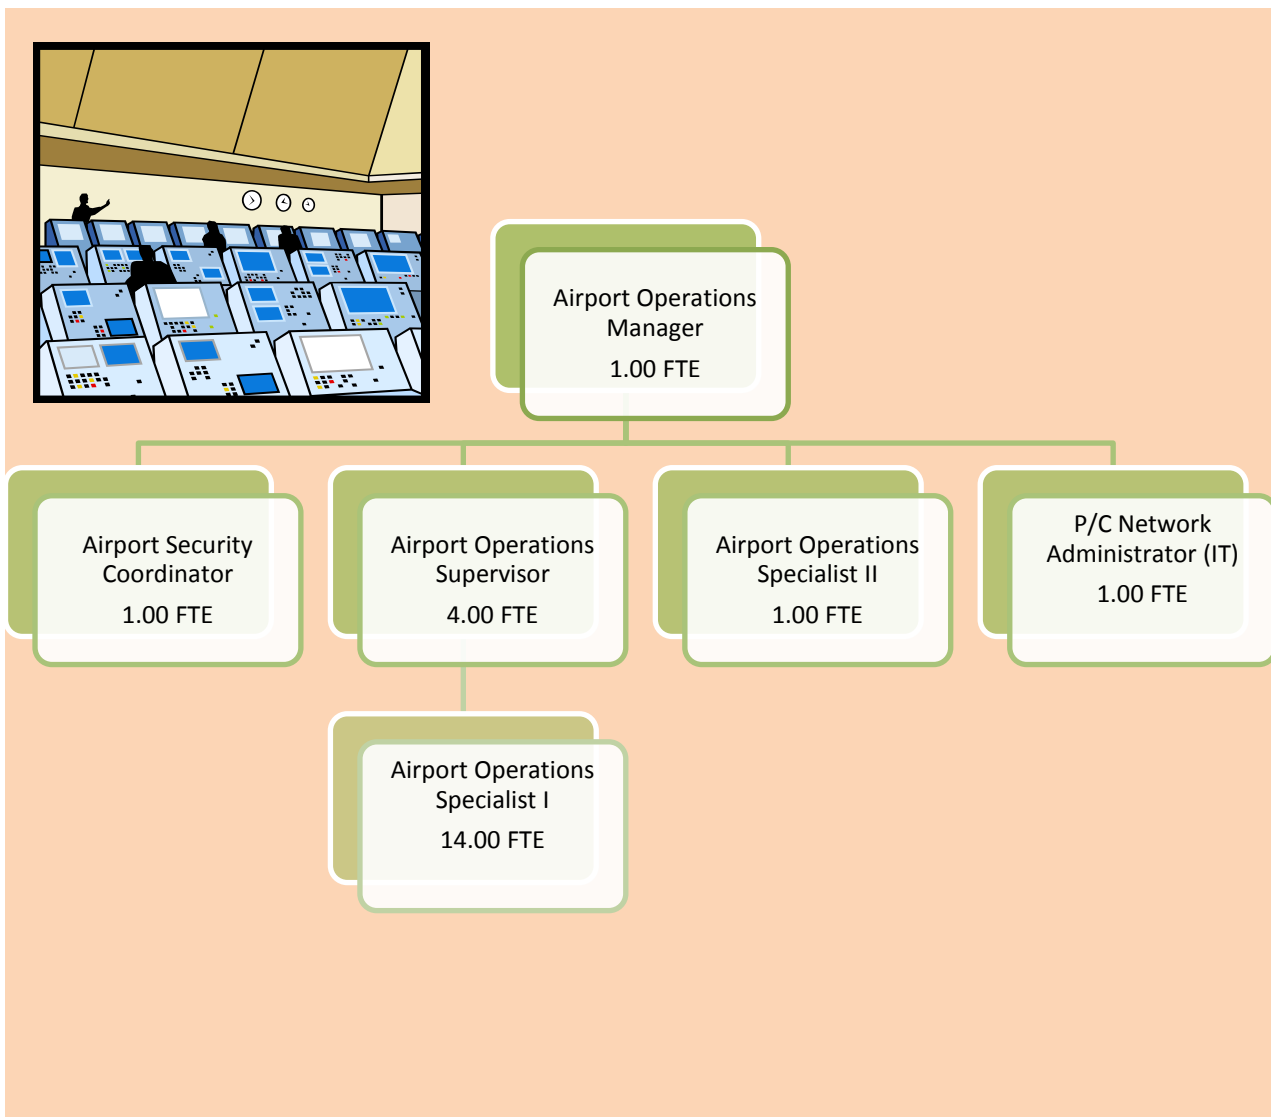 Airport Operations
Manager
1.00 FTE
Airport Security
Coordinator
1.00 FTE
Airport Operations
Supervisor
4.00 FTE
Airport Operations
Specialist II
1.00 FTE
P/C Network
Administrator (IT)
1.00 FTE
Airport Operations
Specialist I
14.00 FTE